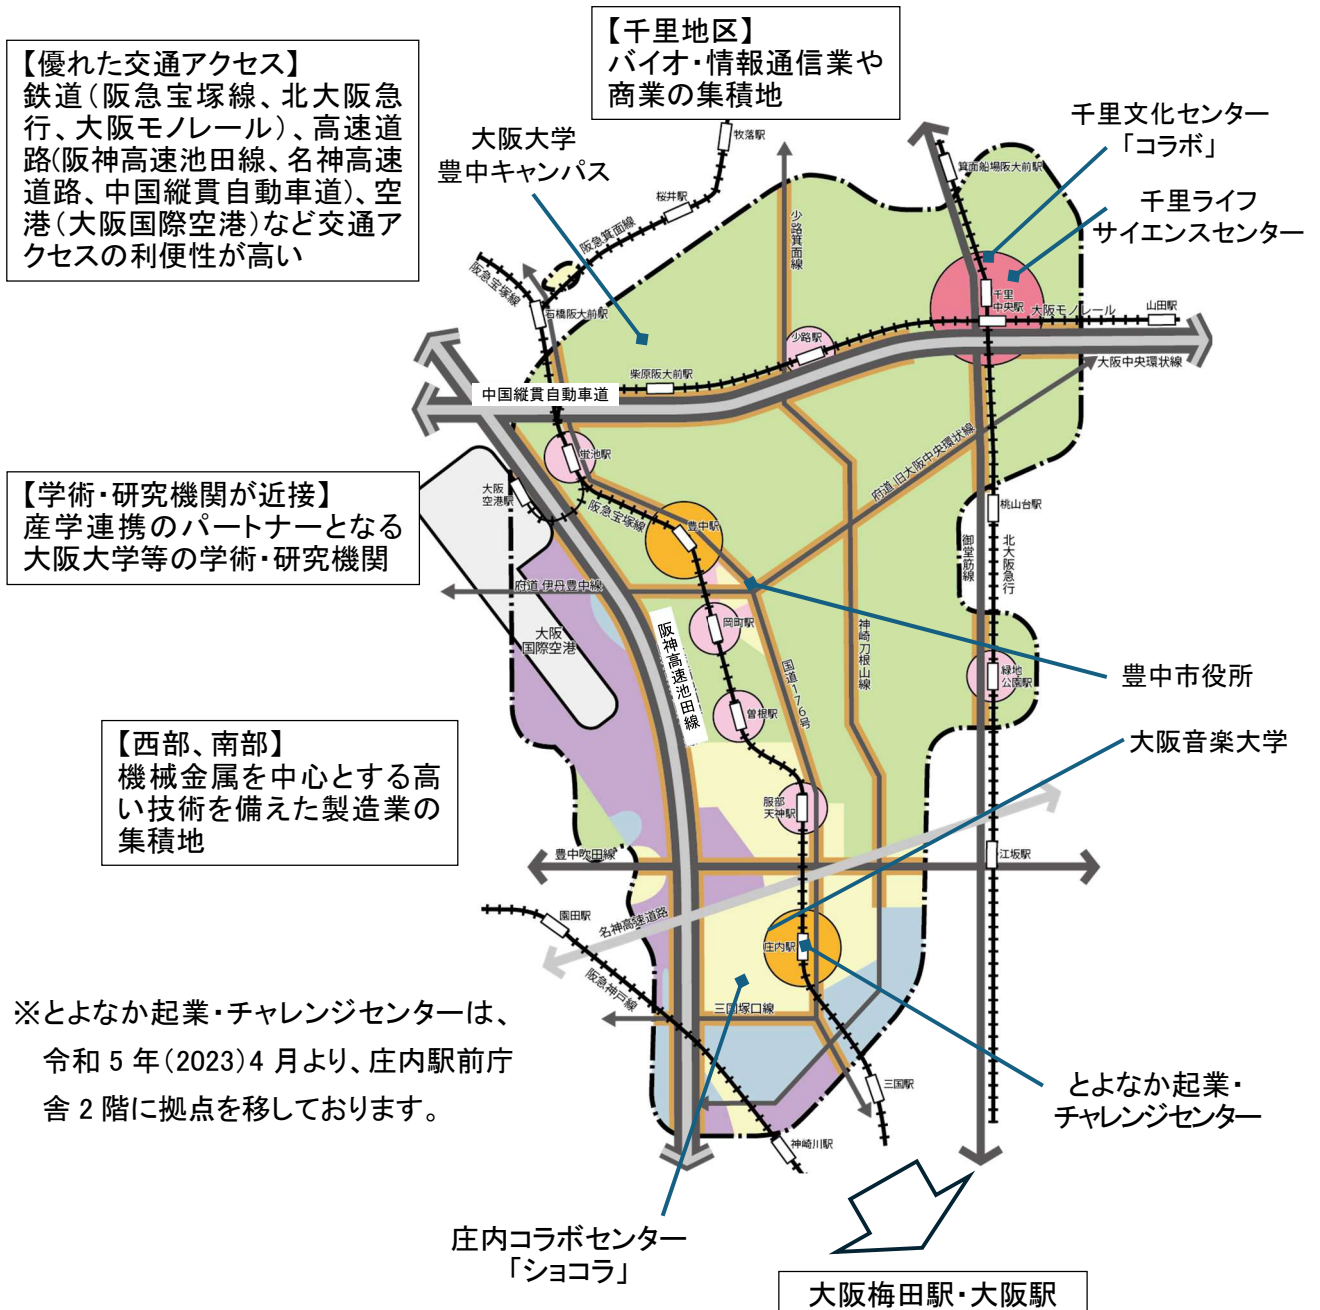 【千里地区】
バイオ・情報通信業や
商業の集積地
【優れた交通アクセス】
鉄道（阪急宝塚線、北大阪急
行、大阪モノレール）、高速道
路(阪神高速池田線、名神高速
道路、中国縦貫自動車道）、空
港（大阪国際空港）など交通ア
クセスの利便性が高い
大阪大学
豊中キャンパス
千里文化センター
「コラボ」
千里ライフ
サイエンスセンター
牧落駅
桜井駅
阪急箕面線
阪急宝塚線
石橋阪大前駅
少路箕面線
箕面船場阪大前駅
千里
中央駅
大阪モノレール
山田駅
少路駅
柴原阪大前駅
大阪中央環状線
中国縦貫自動車道
蛍池駅
大阪
空港駅
阪急宝塚線
豊中駅
府道 旧大阪中央環状線
桃山台駅
北大阪急行
御堂筋線
【学術・研究機関が近接】
産学連携のパートナーとなる
大阪大学等の学術・研究機関
府道 伊丹豊中線
大阪
国際空港
阪神高速池田線
岡町駅
国道176号
神崎刀根山線
緑地
公園駅
豊中市役所
曽根駅
大阪音楽大学
【西部、南部】
機械金属を中心とする高
い技術を備えた製造業の
集積地
服部
天神駅
豊中吹田線
江坂駅
園田駅
名神高速道路
庄内駅
阪急神戸線
三国塚口線
※とよなか起業・チャレンジセンターは、
令和 5 年（2023）4 月より、庄内駅前庁
舎 2 階に拠点を移しております。
三国駅
とよなか起業・
チャレンジセンター
神崎川駅
庄内コラボセンター
「ショコラ」
大阪梅田駅・大阪駅